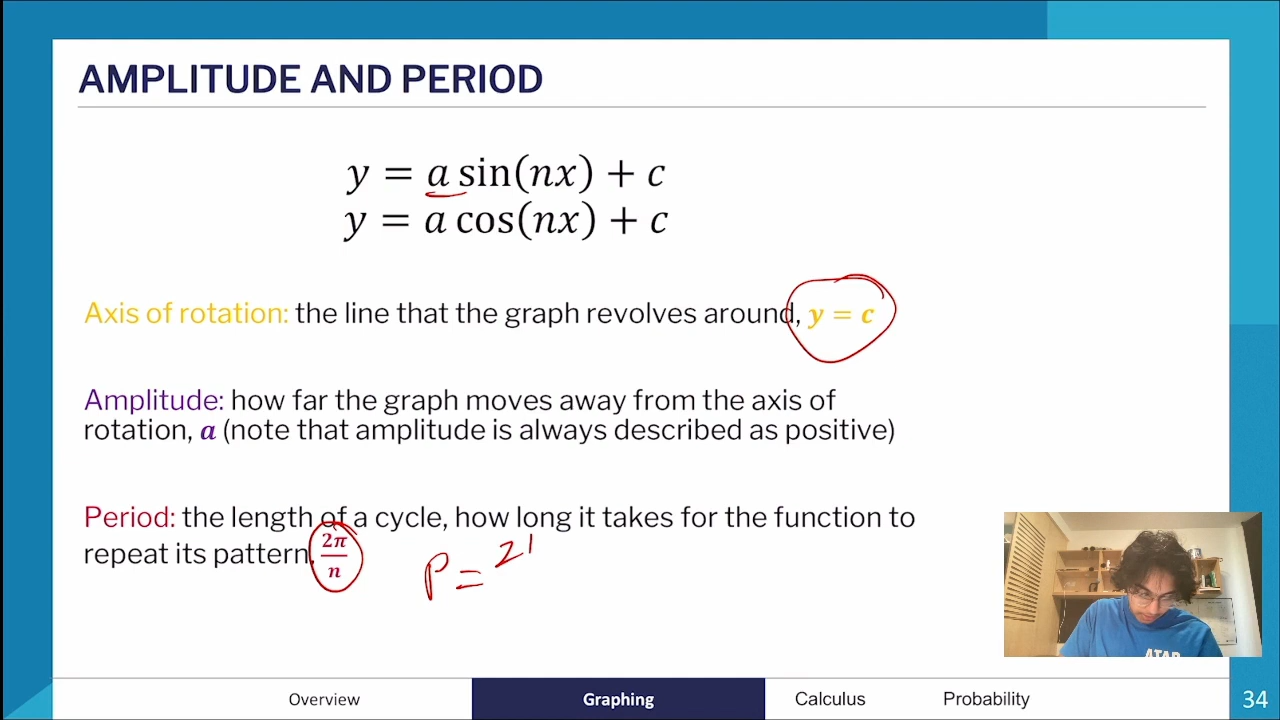 AMPLITUDE AND PERIOD
y = a sin(nx) + c
y = a cos(nx) + c
Axis of rotation: the line that the graph revolves around, y = c
Amplitude: how far the graph moves away from the axis of
rotation, a (note that amplitude is always described as positive)
Period: the length of a cycle, how long it takes for the function to
repeat its pattern, 2π/n
P = 2
ATAR
Overview Graphing Calculus Probability 34